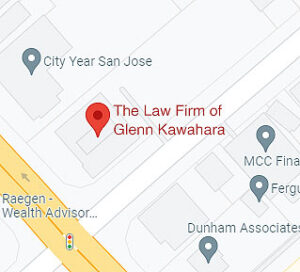 City Year San Jose
The Law Firm of
Glenn Kawahara
MCC Fina
Fergu
Raegen -
Wealth Advisor...
Dunham Associates